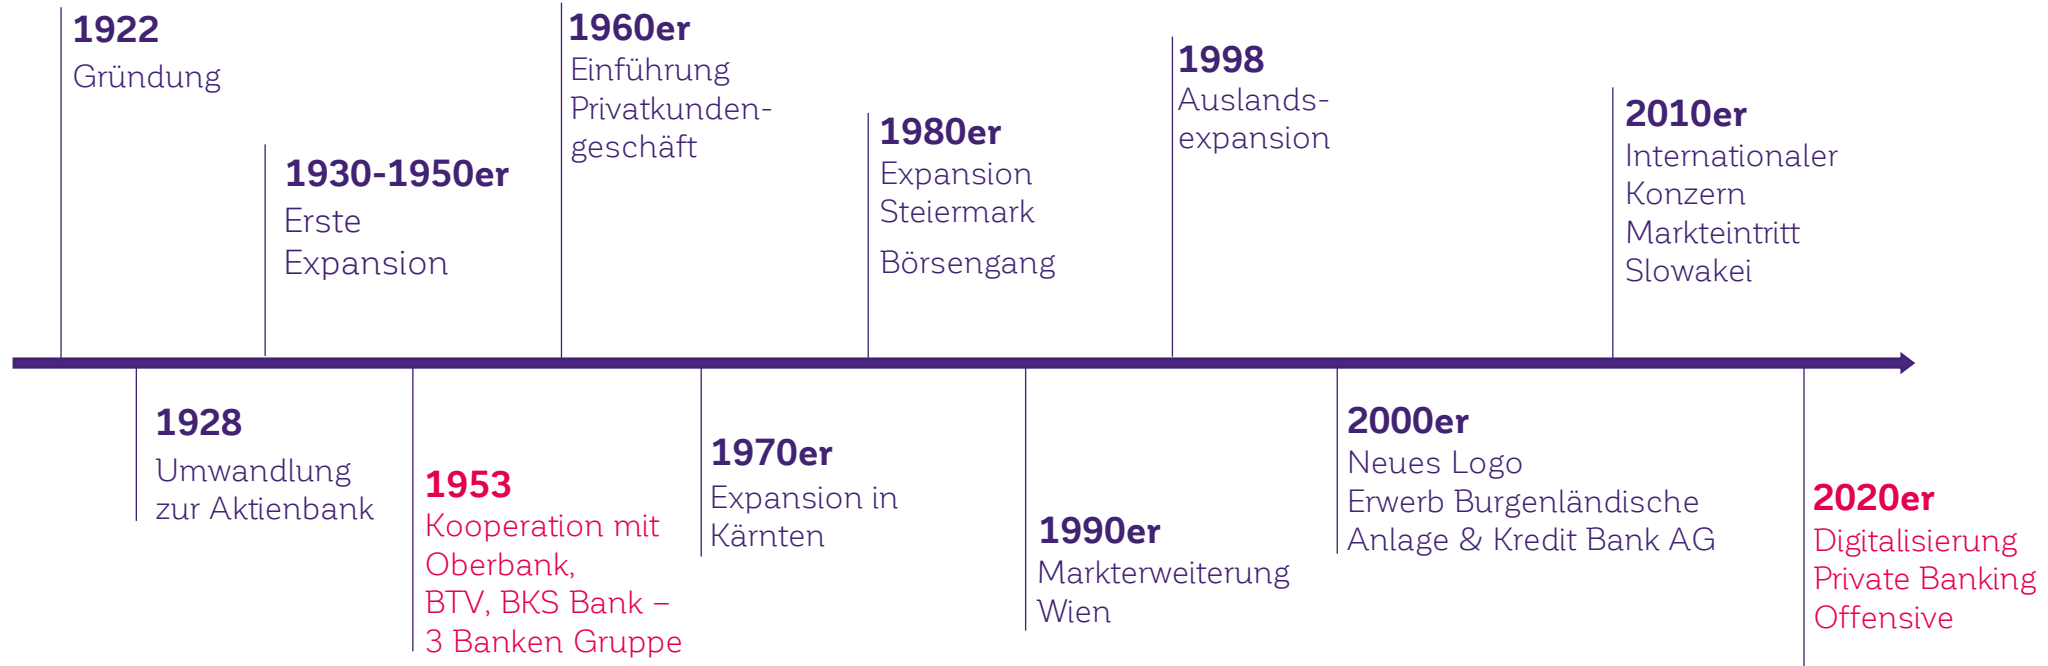 1922
Gründung
1928
Umwandlung
zur Aktienbank
1930-1950er
Erste
Expansion
1953
Kooperation mit
Oberbank,
BTV, BKS Bank –
3 Banken Gruppe
1960er
Einführung
Privatkunden-
geschäft
1970er
Expansion in
Kärnten
1980er
Expansion
Steiermark
Börsengang
1990er
Markterweiterung
Wien
1998
Auslands-
expansion
2000er
Neues Logo
Erwerb Burgenländische
Anlage & Kredit Bank AG
2010er
Internationaler
Konzern
Markteintritt
Slowakei
2020er
Digitalisierung
Private Banking
Offensive